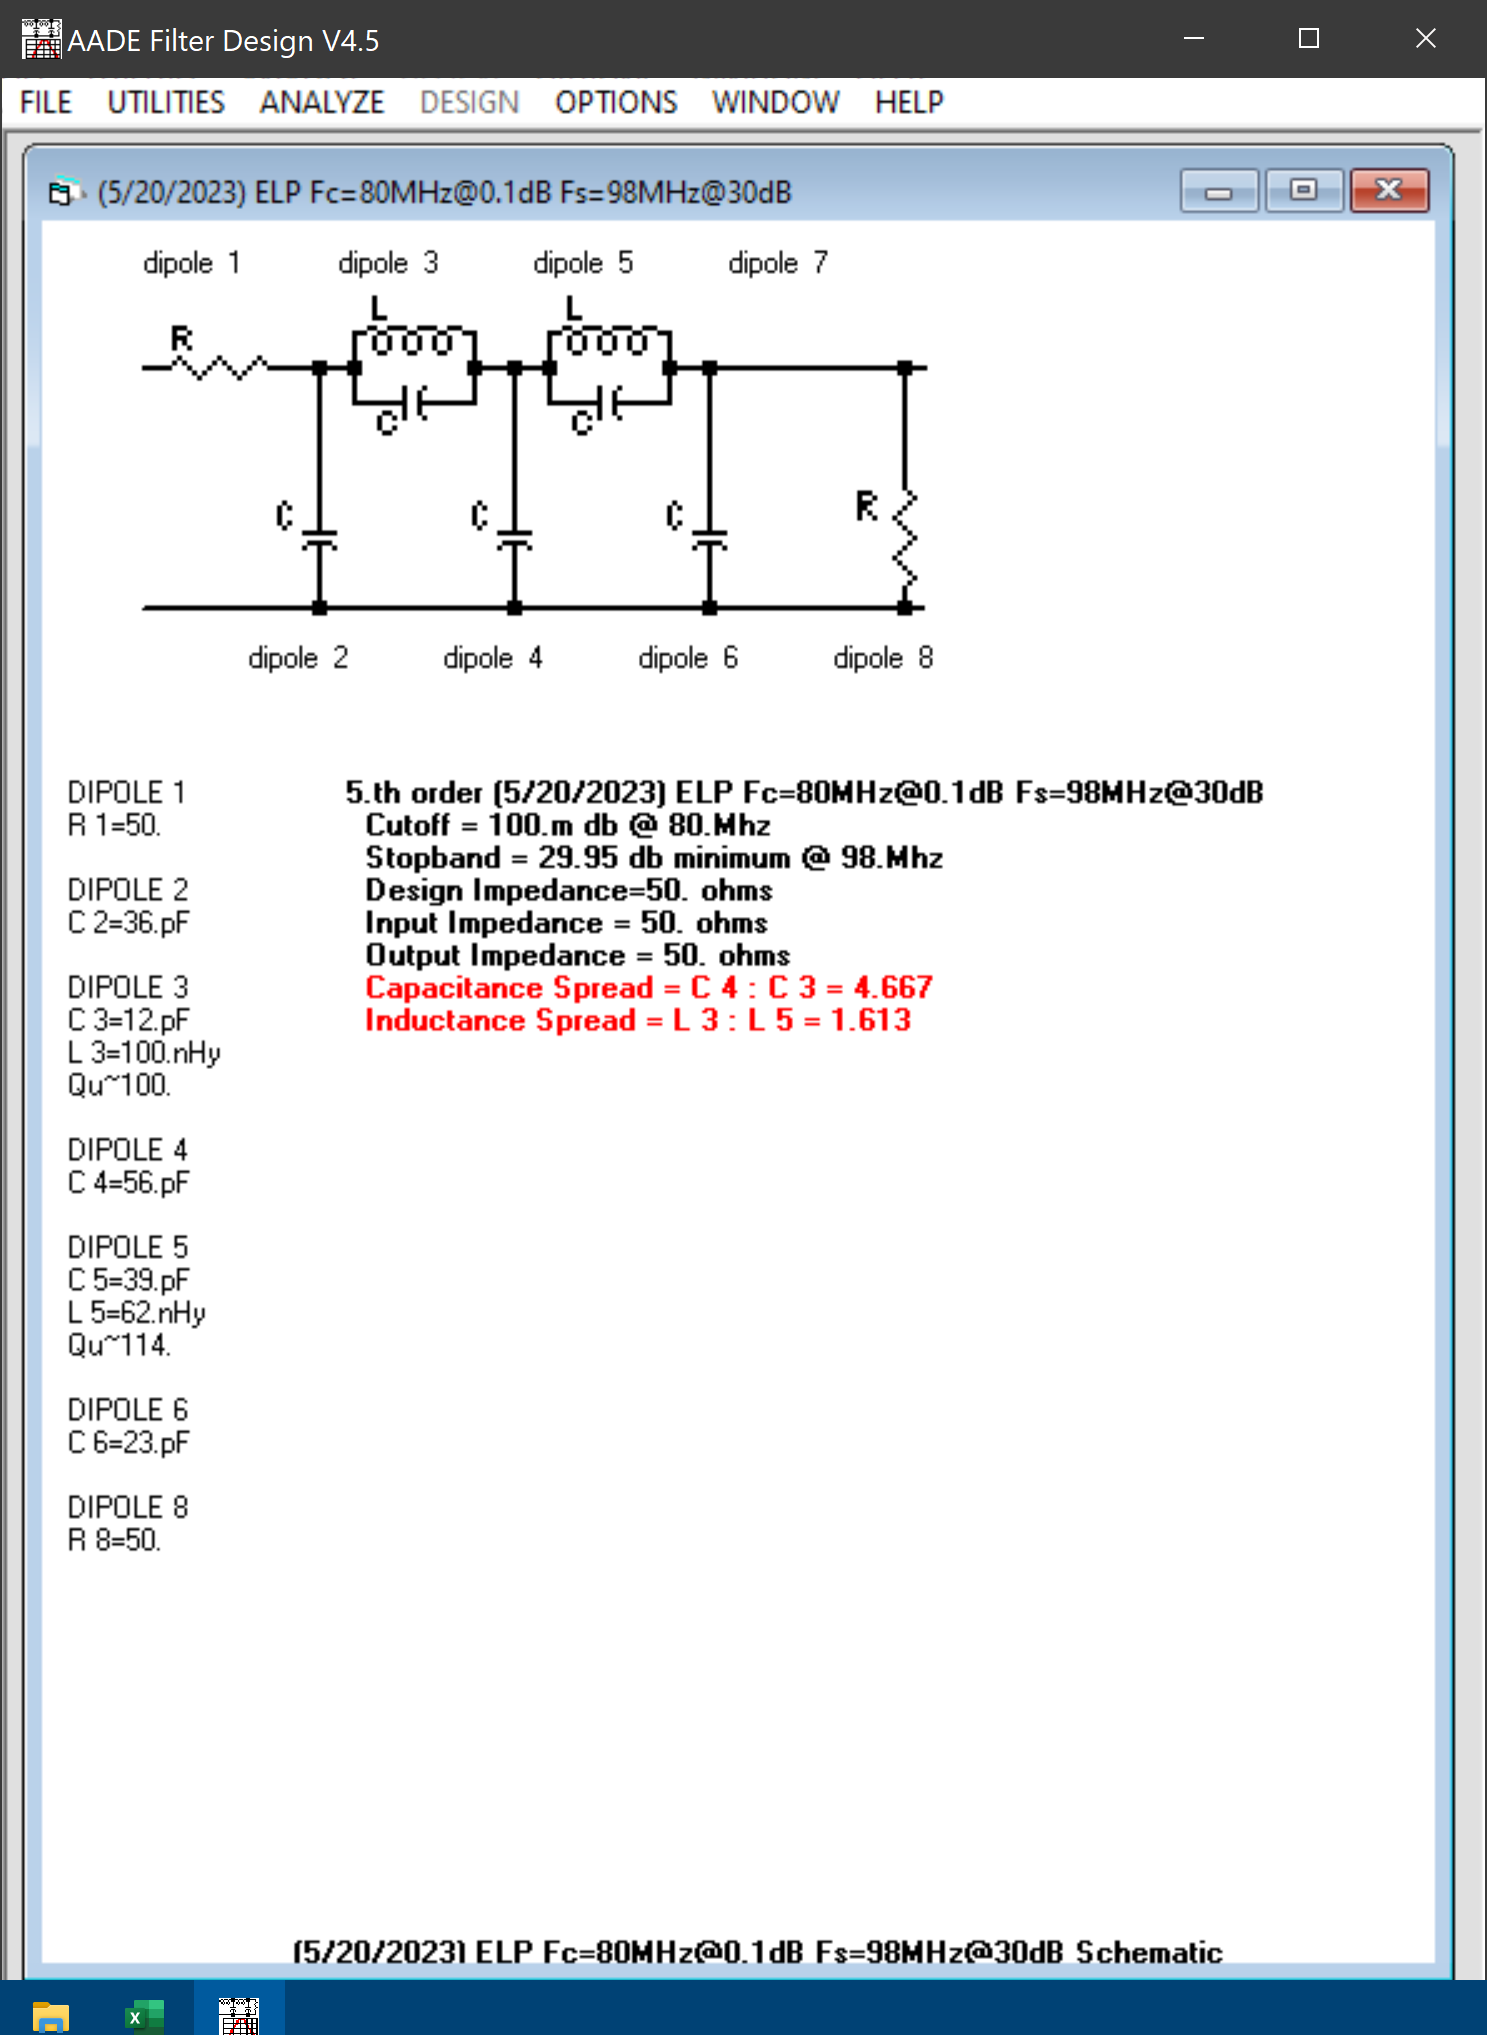 AADE Filter Design V4.5
FILE UTILITIES ANALYZE DESIGN OPTIONS WINDOW HELP
(5/20/2023) ELP Fc=80MHz@0.1dB Fs=98MHz@30dB
dipole 1 dipole 3 dipole 5 dipole 7
L L
R
C C
C C C R
dipole 2 dipole 4 dipole 6 dipole 8
DIPOLE 1
R 1=50.
DIPOLE 2
C 2=36.pF
DIPOLE 3
C 3=12.pF
L 3=100.nHy
Qu~100.
DIPOLE 4
C 4=56.pF
DIPOLE 5
C 5=39.pF
L 5=62.nHy
Qu~114.
DIPOLE 6
C 6=23.pF
DIPOLE 8
R 8=50.
5.th order (5/20/2023) ELP Fc=80MHz@0.1dB Fs=98MHz@30dB
Cutoff = 100.m db @ 80.Mhz
Stopband = 29.95 db minimum @ 98.Mhz
Design Impedance=50. ohms
Input Impedance = 50. ohms
Output Impedance = 50. ohms
Capacitance Spread = C 4 : C 3 = 4.667
Inductance Spread = L 3 : L 5 = 1.613
(5/20/2023) ELP Fc=80MHz@0.1dB Fs=98MHz@30dB Schematic
X